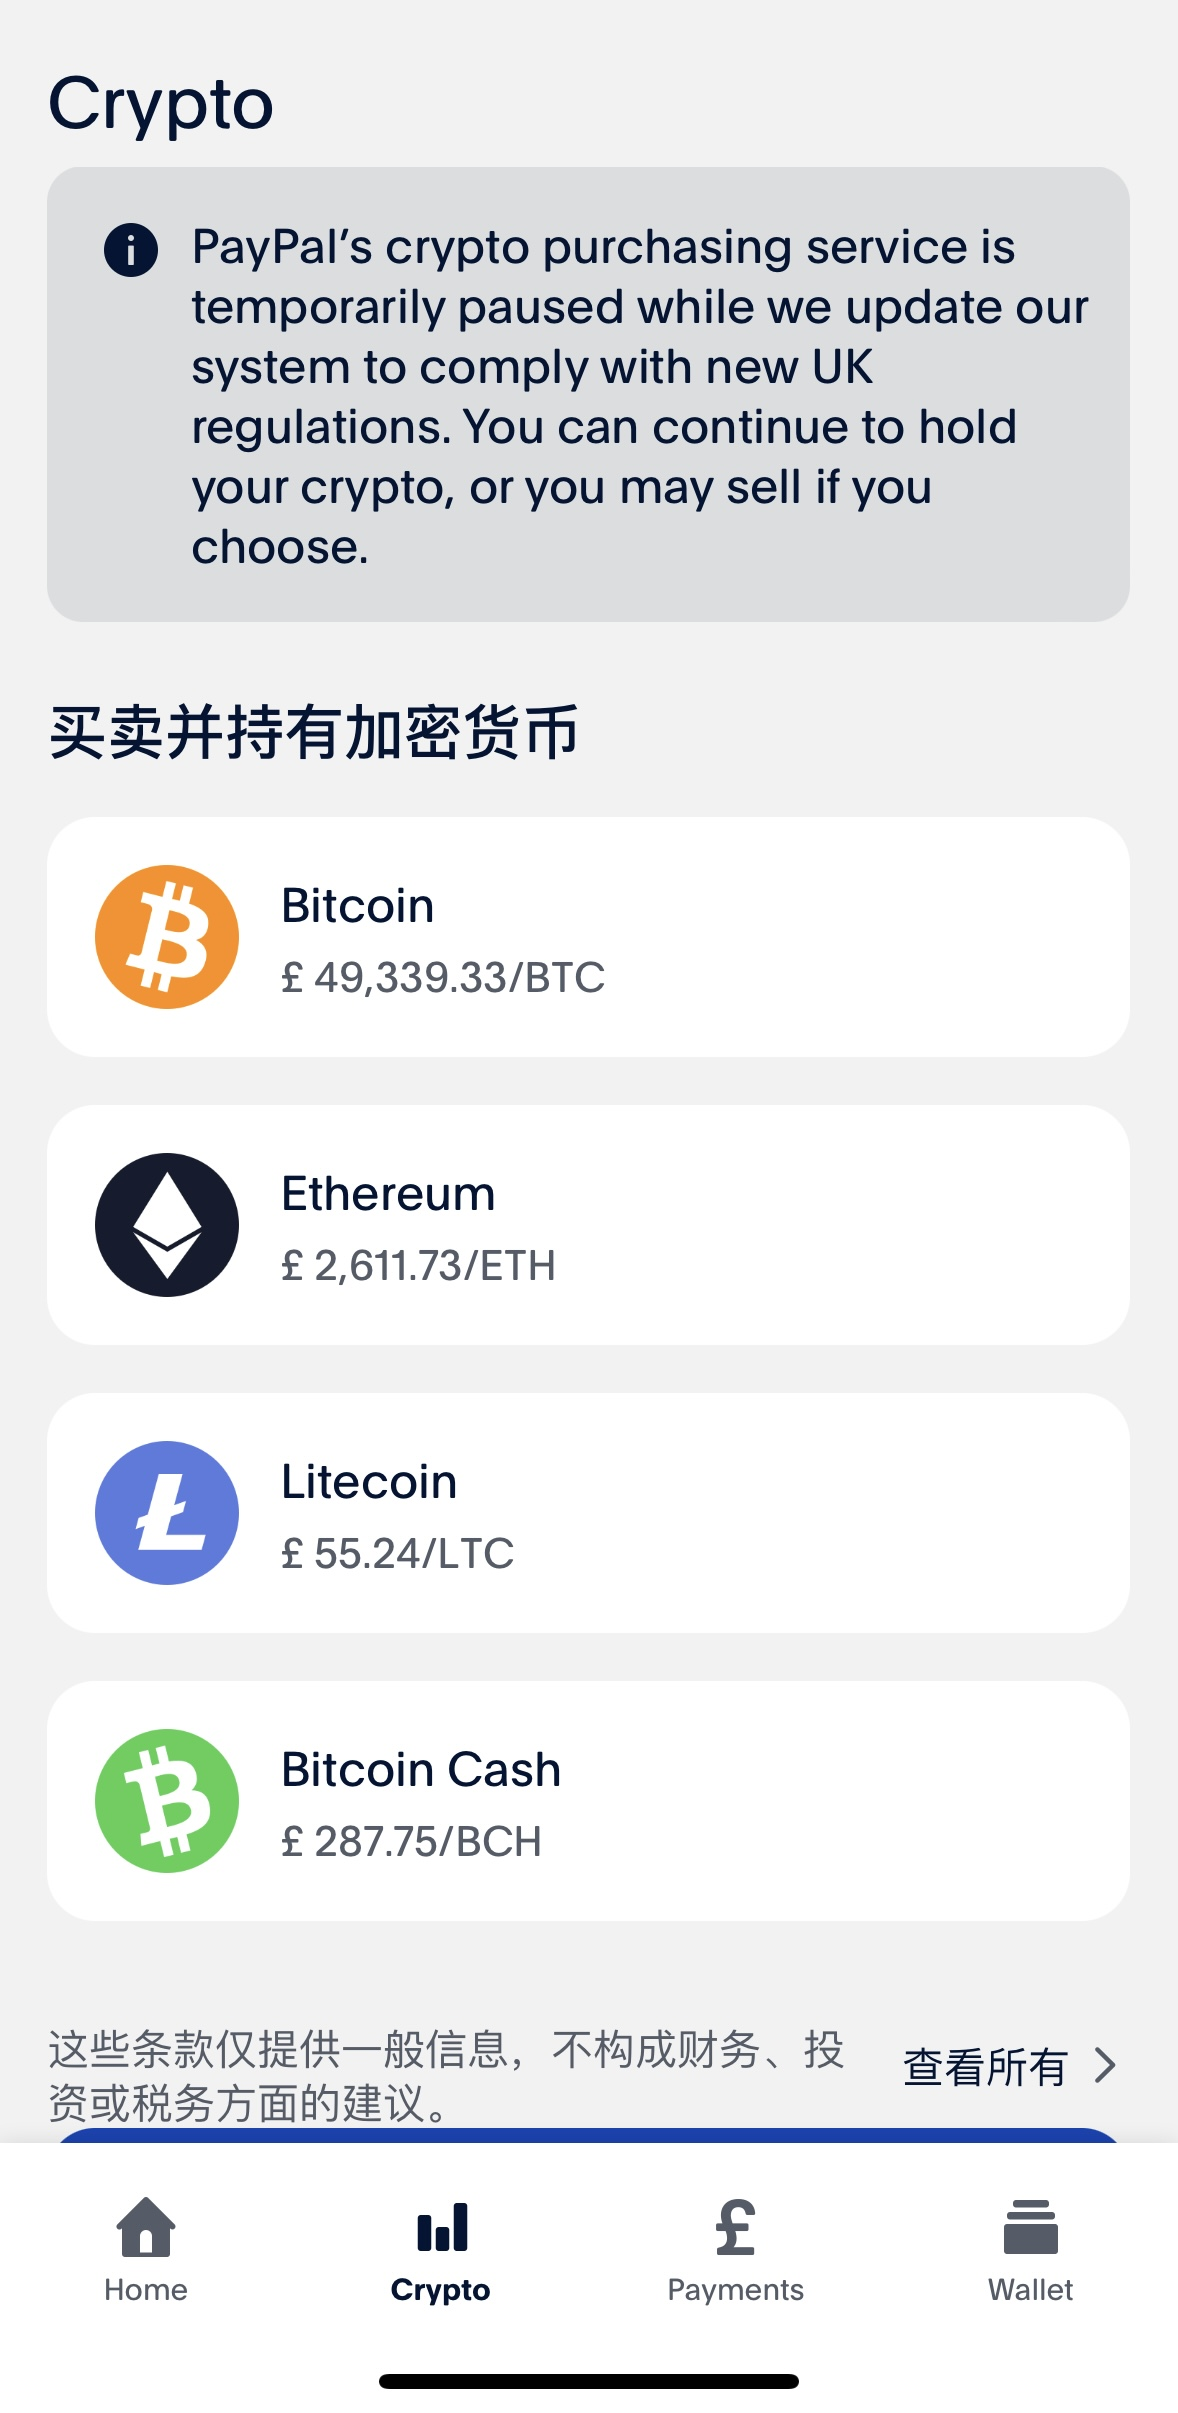 Crypto
PayPal’s crypto purchasing service is
temporarily paused while we update our
system to comply with new UK
regulations. You can continue to hold
your crypto, or you may sell if you
choose.
买卖并持有加密货币
Bitcoin
£ 49,339.33/BTC
Ethereum
£ 2,611.73/ETH
Litecoin
£ 55.24/LTC
Bitcoin Cash
£ 287.75/BCH
这些条款仅提供一般信息，不构成财务、投
资或税务方面的建议。
查看所有
Home
Crypto
Payments
Wallet